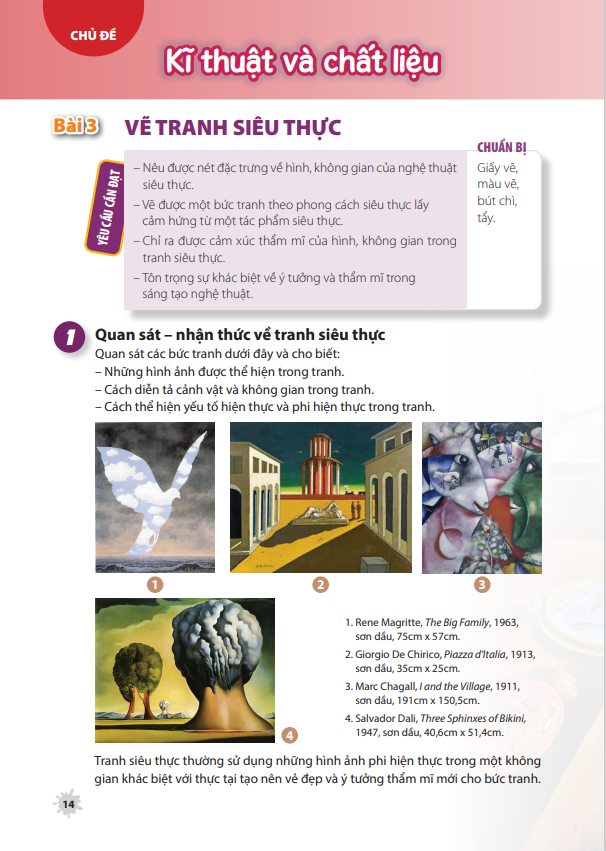 CHỦ ĐỀ
Kĩ thuật và chất liệu
Bài 3
VẼ TRANH SIÊU THỰC
YÊU CẦU CẦN ĐẠT
– Nêu được nét đặc trưng về hình, không gian của nghệ thuật
siêu thực.
– Vẽ được một bức tranh theo phong cách siêu thực lấy
cảm hứng từ một tác phẩm siêu thực.
– Chỉ ra được cảm xúc thẩm mĩ của hình, không gian trong
tranh siêu thực.
– Tôn trọng sự khác biệt về ý tưởng và thẩm mĩ trong
sáng tạo nghệ thuật.
CHUẨN BỊ
Giấy vẽ,
màu vẽ,
bút chì,
tẩy.
1
Quan sát – nhận thức về tranh siêu thực
Quan sát các bức tranh dưới đây và cho biết:
– Những hình ảnh được thể hiện trong tranh.
– Cách diễn tả cảnh vật và không gian trong tranh.
– Cách thể hiện yếu tố hiện thực và phi hiện thực trong tranh.
1
2
3
4
1. Rene Magritte, The Big Family, 1963,
sơn dầu, 75cm x 57cm.
2. Giorgio De Chirico, Piazza d'Italia, 1913,
sơn dầu, 35cm x 25cm.
3. Marc Chagall, I and the Village, 1911,
sơn dầu, 191cm x 150,5cm.
4. Salvador Dali, Three Sphinxes of Bikini,
1947, sơn dầu, 40,6cm x 51,4cm.
Tranh siêu thực thường sử dụng những hình ảnh phi hiện thực trong một không
gian khác biệt với thực tại tạo nên vẻ đẹp và ý tưởng thẩm mĩ mới cho bức tranh.
14